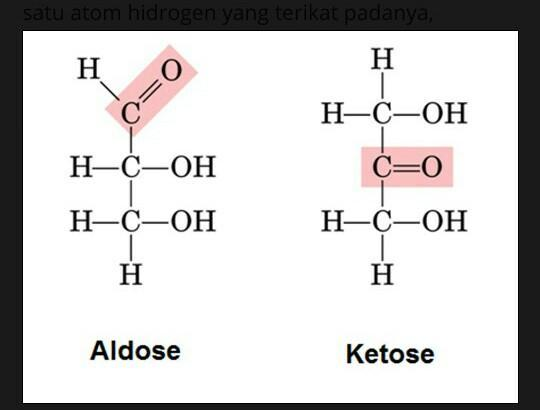 satu atom hidrogen yang terikat padanya,
H O H
C H–C–OH
H–C–OH C=O
H–C–OH H–C–OH
H H
Aldose Ketose